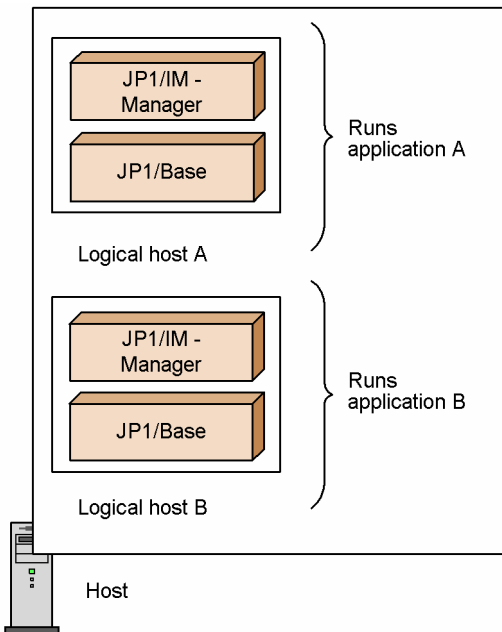 JP1/IM -
Manager
JP1/Base
Runs
application A
Logical host A
JP1/IM -
Manager
JP1/Base
Runs
application B
Logical host B
Host